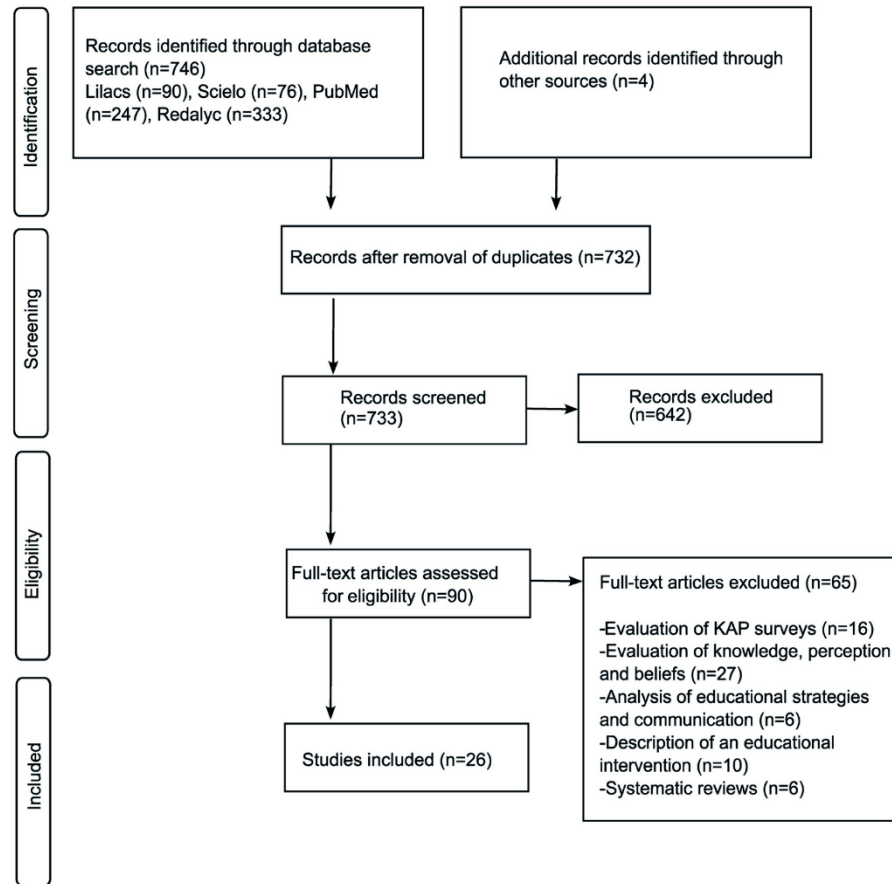 Identification
Records identified through database
search (n=746)
Lilacs (n=90), Scielo (n=76), PubMed
(n=247), Redalyc (n=333)
Additional records identified through
other sources (n=4)
Screening
Records after removal of duplicates (n=732)
Records screened
(n=733)
Records excluded
(n=642)
Eligibility
Full-text articles assessed
for eligibility (n=90)
Full-text articles excluded (n=65)
-Evaluation of KAP surveys (n=16)
-Evaluation of knowledge, perception
and beliefs (n=27)
-Analysis of educational strategies
and communication (n=6)
-Description of an educational
intervention (n=10)
-Systematic reviews (n=6)
Included
Studies included (n=26)